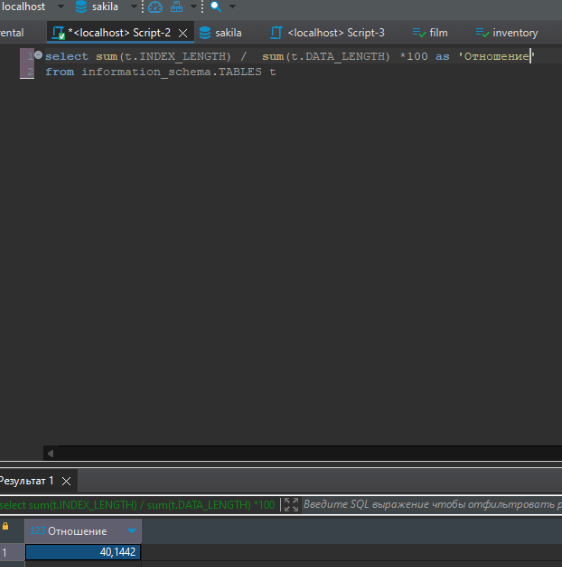 localhost sakila
ental *<localhost> Script-2 sakila <localhost> Script-3 film inventory
1 select sum(t.INDEX_LENGTH) / sum(t.DATA_LENGTH) *100 as 'Отношение'
2 from information_schema.TABLES t
Результат 1
select sum(t.INDEX_LENGTH) / sum(t.DATA_LENGTH) *100 Введите SQL выражение чтобы отфильтровать р
123 Отношение
1 40,1442